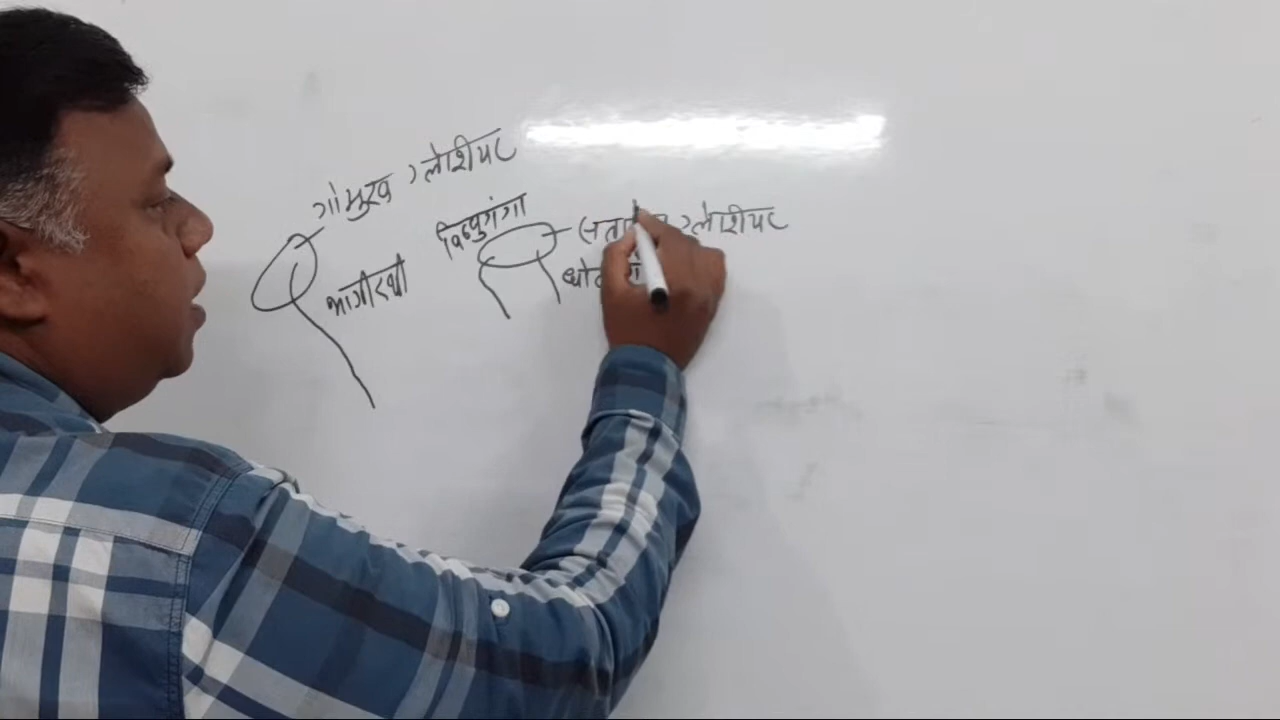 गोमुख ग्लेशियर
विष्णुगंगा
ग्लेशियर
भागीरथी